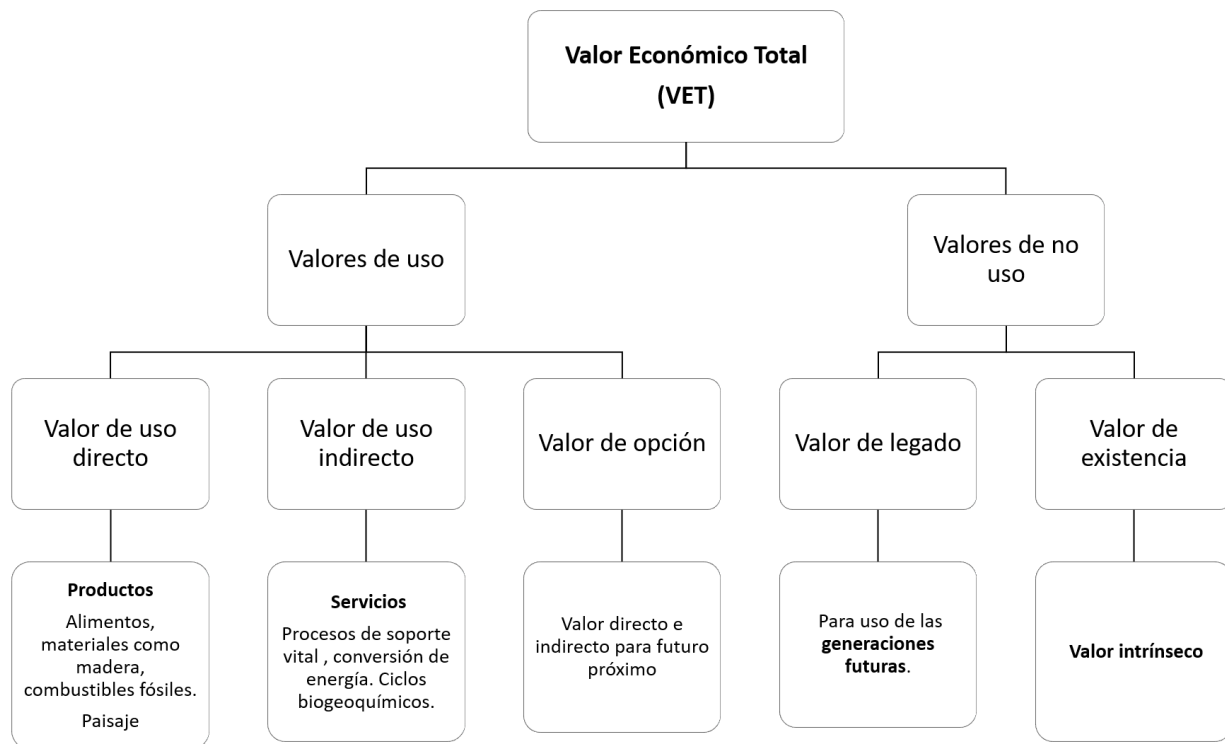 Valor Económico Total
(VET)
Valores de uso
Valores de no
uso
Valor de uso
directo
Valor de uso
indirecto
Valor de opción
Valor de legado
Valor de
existencia
Productos
Alimentos,
materiales como
madera,
combustibles fósiles.
Paisaje
Servicios
Procesos de soporte
vital , conversión de
energía. Ciclos
biogeoquímicos.
Valor directo e
indirecto para futuro
próximo
Para uso de las
generaciones
futuras.
Valor intrínseco